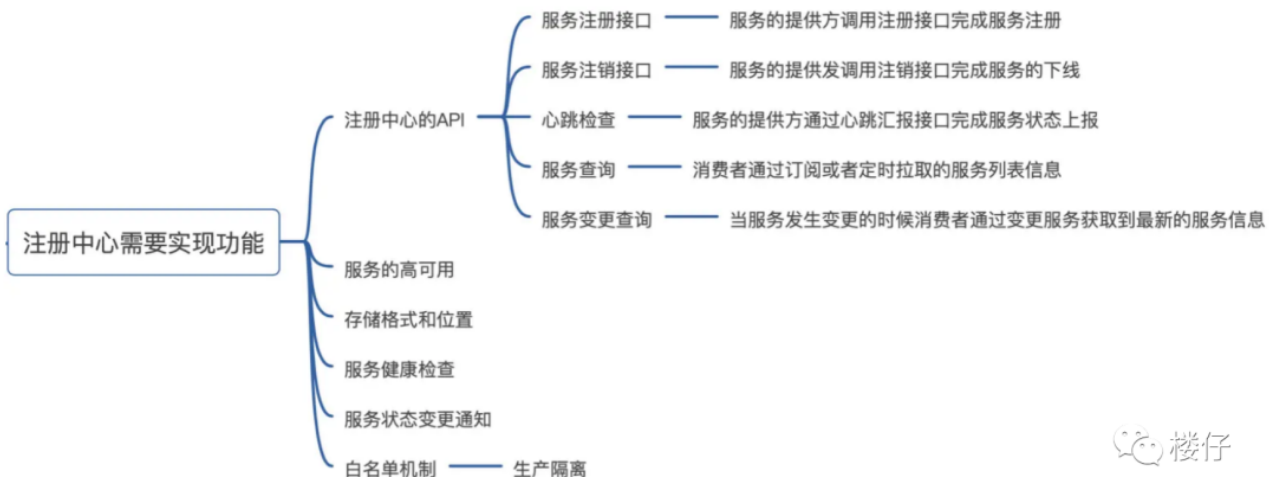 服务注册接口
服务的提供方调用注册接口完成服务注册
服务注销接口
服务的提供发调用注销接口完成服务的下线
注册中心的API
心跳检查
服务的提供方通过心跳汇报接口完成服务状态上报
服务查询
消费者通过订阅或者定时拉取的服务列表信息
服务变更查询
当服务发生变更的时候消费者通过变更服务获取到最新的服务信息
注册中心需要实现功能
服务的高可用
存储格式和位置
服务健康检查
服务状态变更通知
白名单机制
生产隔离
楼仔